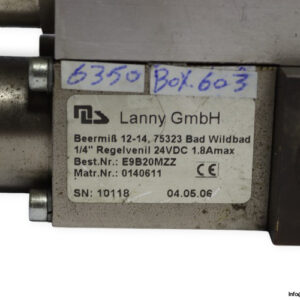 6350 Box.603
Lanny GmbH
Beermiß 12-14, 75323 Bad Wildbad
1/4" Regelvenil 24VDC 1.8Amax
Best.Nr.: E9B20MZZ
Matr.Nr.: 0140611 CE
SN: 10118 04.05.06